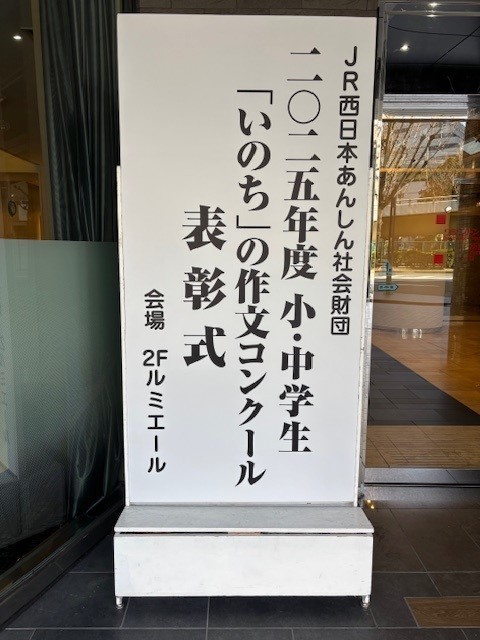 JR西日本あんしん社会財団
二〇二五年度 小・中学生
「いのち」の作文コンクール
表彰式
会場 2Fルミエール